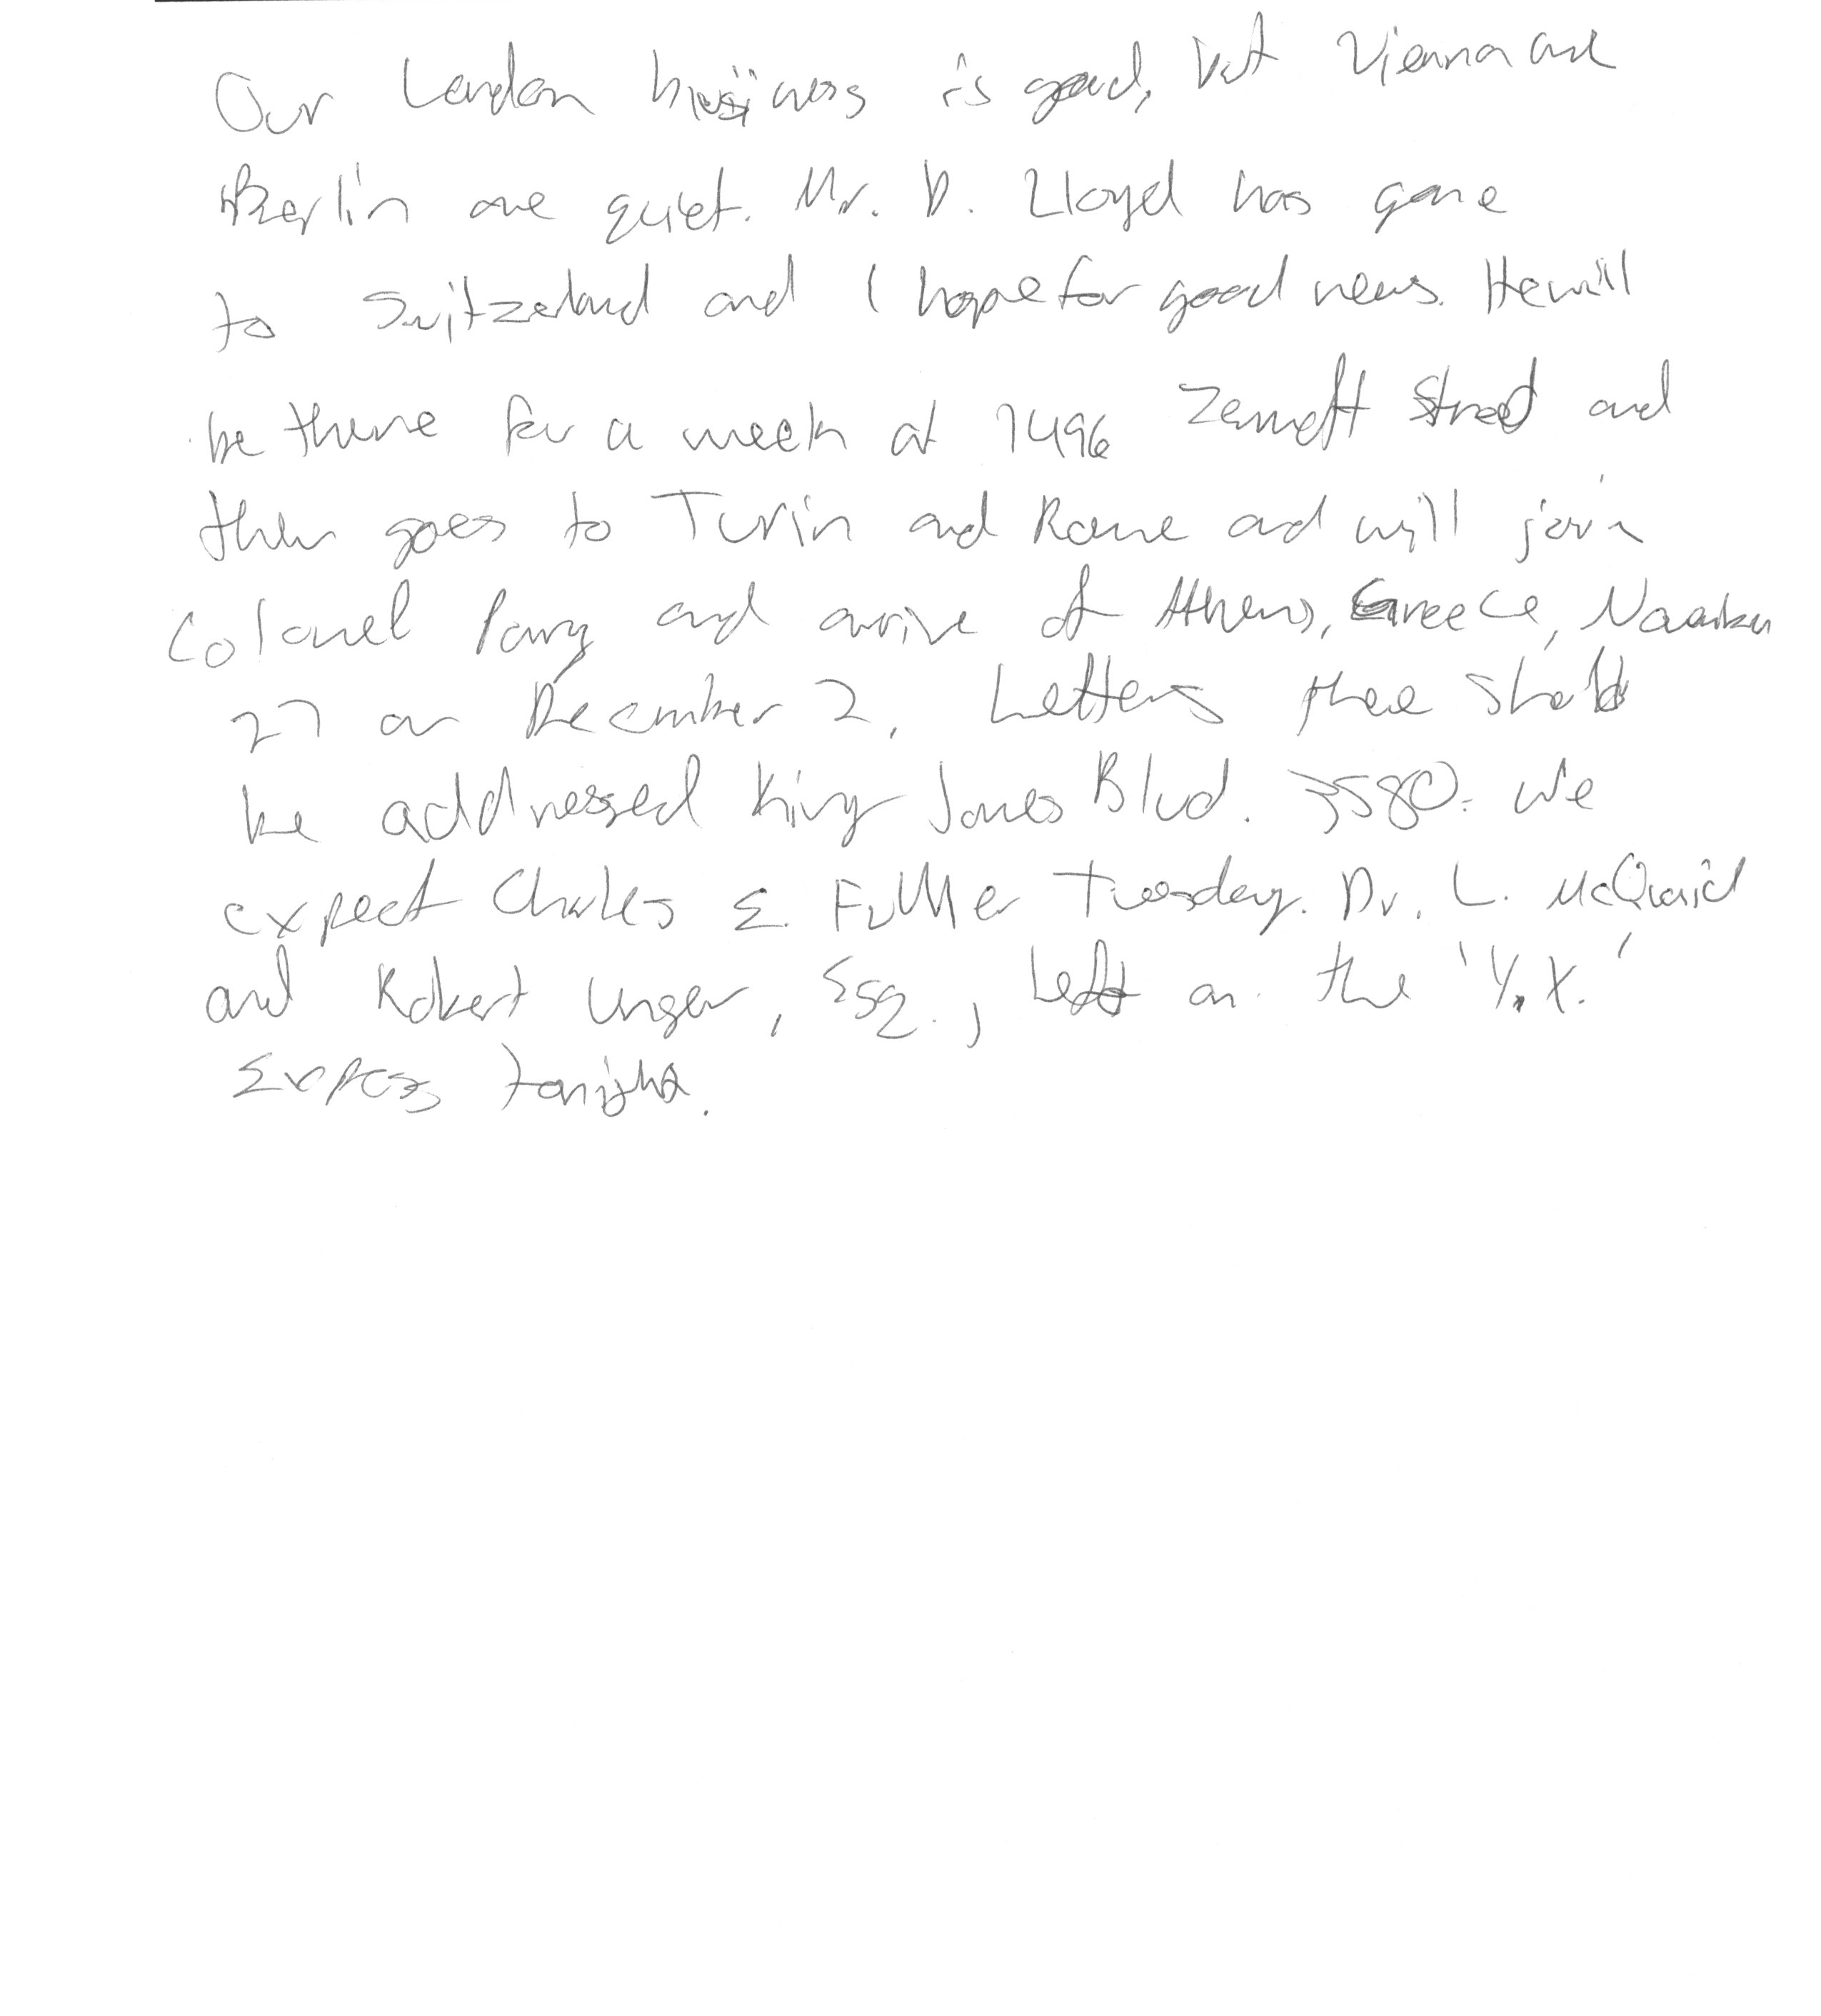 Our London business is good, but Vienna and
Berlin are quiet. Mr. D. Lloyd has gone
to Switzerland and I hope for good news. He will
be there for a week at 1496 Zermott Street and
then goes to Turin and Rome and will join
Colonel Parry and arrive at Athens, Greece, November
27 or December 2. Letters there should
be addressed King James Blvd. 3580. We
expect Charles E. Fuller Tuesday. Dr. L. McQuaid
and Robert Unger, Esq., left on the 'Y.X.'
Express tonight.